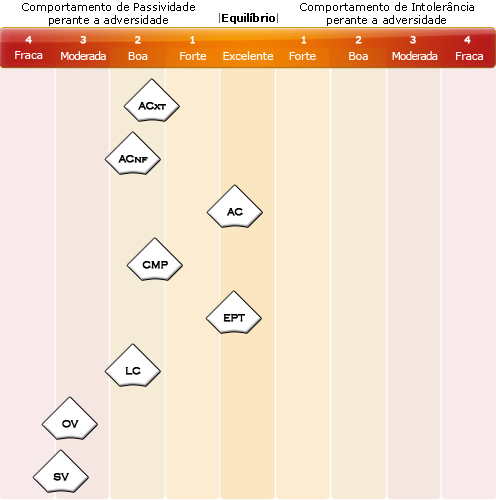 Comportamento de Passividade
perante a adversidade
|Equilíbrio|
Comportamento de Intolerância
perante a adversidade
4 3 2 1 1 2 3 4
Fraca Moderada Boa Forte Excelente Forte Boa Moderada Fraca
ACXT
ACNF
AC
CMP
EPT
LC
OV
SV